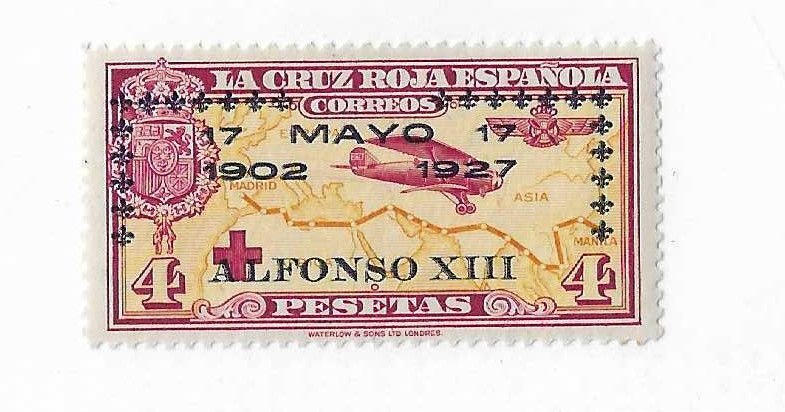 LA CRUZ ROJA ESPAÑOLA
CORREOS
17 MAYO 17
1902 1927
MADRID
ASIA
MANILA
ALFONSO XIII
4 4
PESETAS
WATERLOW & SONS LTD LONDRES.